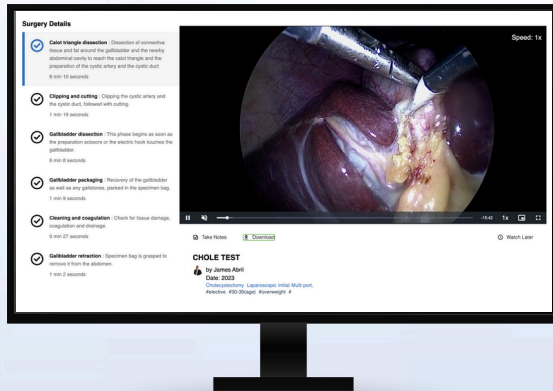 Surgery Details
Calot triangle dissection : Dissection of connective
tissue and fat around the gallbladder and the nearby
abdominal cavity to reach the calot triangle and the
preparation of the cystic artery and the cystic duct
8 min 10 seconds
Clipping and cutting : Clipping the cystic artery and
the cystic duct, followed with cutting.
1 min 19 seconds
Gallbladder dissection : This phase begins as soon as
the preparation scissors or the electric hook touches the
gallbladder.
6 min 8 seconds
Gallbladder packaging : Recovery of the gallbladder
as well as any gallstones, packed in the specimen bag.
1 min 9 seconds
Cleaning and coagulation : Check for tissue damage,
coagulation and drainage.
0 min 27 seconds
Gallbladder retraction : Specimen bag is grasped to
remove it from the abdomen.
1 min 2 seconds
Speed: 1x
-15:42 1x
Take Notes Download Watch Later
CHOLE TEST
by James Abril
Date: 2023
Cholecystectomy Laparoscopic Initial Multi port,
#elective #30-39(age) #overweight #